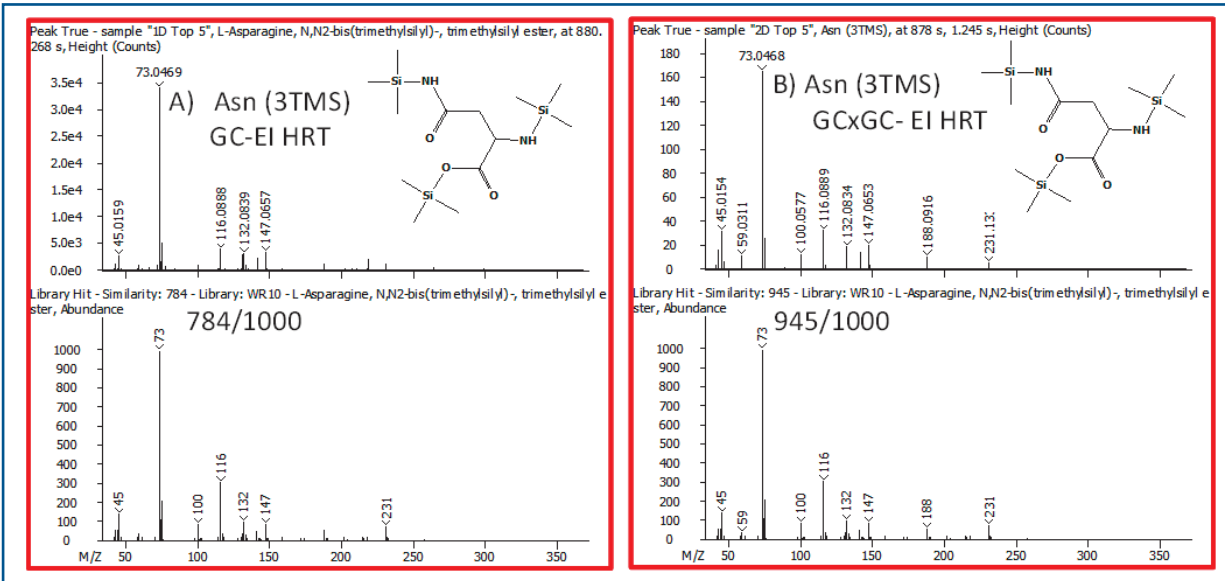 Peak True - sample "1D Top 5", L-Asparagine, N,N2-bis(trimethylsilyl)-, trimethylsilyl ester, at 880.
268 s, Height (Counts)
3.5e4
3.0e4
2.5e4
2.0e4
1.5e4
1.0e4
5.0e3
0.0e0
73.0469
A) Asn (3TMS)
GC-EI HRT
Si
NH
O
Si
NH
O
O
Si
45.0159
116.0888
132.0839
147.0657
Library Hit - Similarity: 784 - Library: WR10 - L-Asparagine, N,N2-bis(trimethylsilyl)-, trimethylsilyl e
ster, Abundance
784/1000
1000
900
800
700
600
500
400
300
200
100
0
45
73
100
116
132
147
231
M/Z
50
100
150
200
250
300
350
Peak True - sample "2D Top 5", Asn (3TMS), at 878 s, 1.245 s, Height (Counts)
180
160
140
120
100
80
60
40
20
0
73.0468
B) Asn (3TMS)
GCxGC- EI HRT
Si
NH
O
Si
NH
O
O
Si
45.0154
59.0311
100.0577
116.0889
132.0834
147.0653
188.0916
Library Hit - Similarity: 945 - Library: WR10 - L-Asparagine, N,N2-bis(trimethylsilyl)-, trimethylsilyl e
ster, Abundance
945/1000
1000
900
800
700
600
500
400
300
200
100
0
45
59
73
100
116
132
147
188
231
M/Z
50
100
150
200
250
300
350